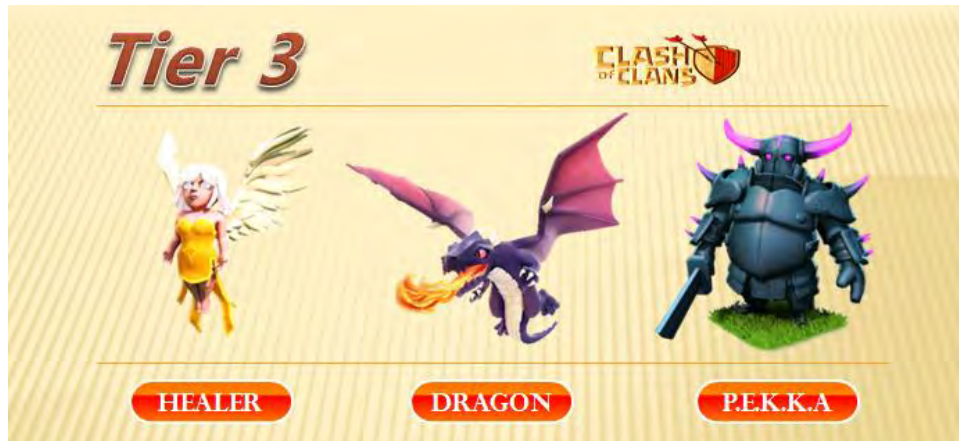 Tier 3
CLASH
OF CLANS
HEALER
DRAGON
P.E.K.K.A